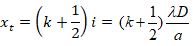 x_t = (k + 1/2) i = (k + 1/2) λD/a